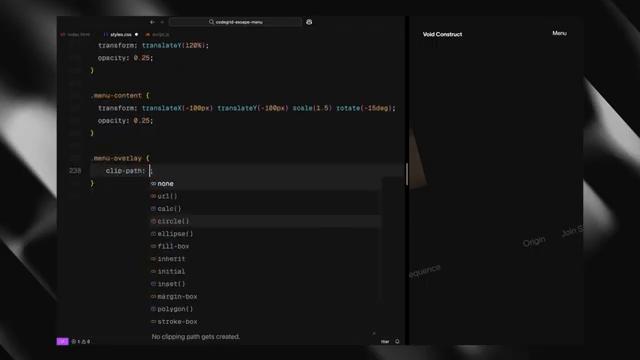 codegrid-escape-menu
index.html
styles.css
script.js
transform: translateY(120%);
opacity: 0.25;
}
.menu-content {
transform: translateX(-100px) translateY(-100px) scale(1.5) rotate(-15deg);
opacity: 0.25;
}
.menu-overlay {
238
clip-path: ;
}
none
url()
calc()
circle()
ellipse()
fill-box
inherit
initial
inset()
margin-box
polygon()
stroke-box
No clipping path gets created.
Void Construct
Menu
Origin
Join S
equence